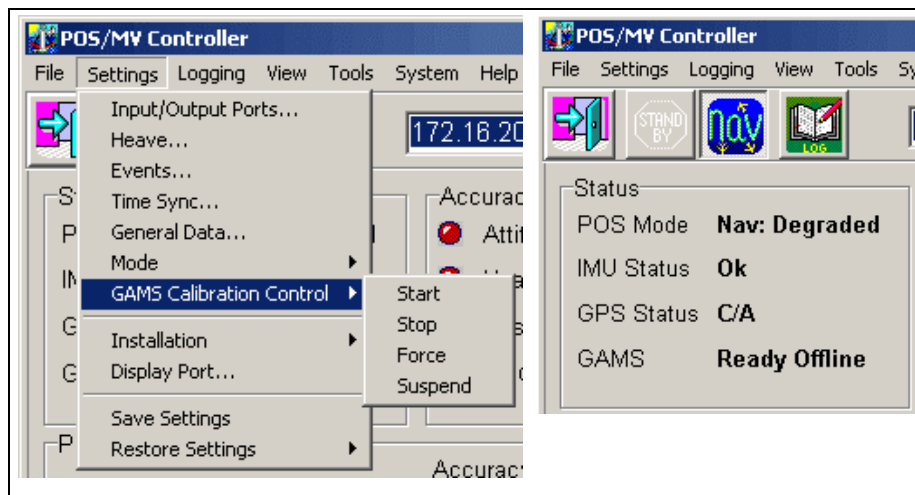 POS/MV Controller
File Settings Logging View Tools System Help
172.16.20
Input/Output Ports...
Heave...
Events...
Time Sync...
General Data...
Mode
GAMS Calibration Control
Installation
Display Port...
Save Settings
Restore Settings
Start
Stop
Force
Suspend
POS/MV Controller
File Settings Logging View Tools
STAND BY
nav
LOG
Status
POS Mode Nav: Degraded
IMU Status Ok
GPS Status C/A
GAMS Ready Offline